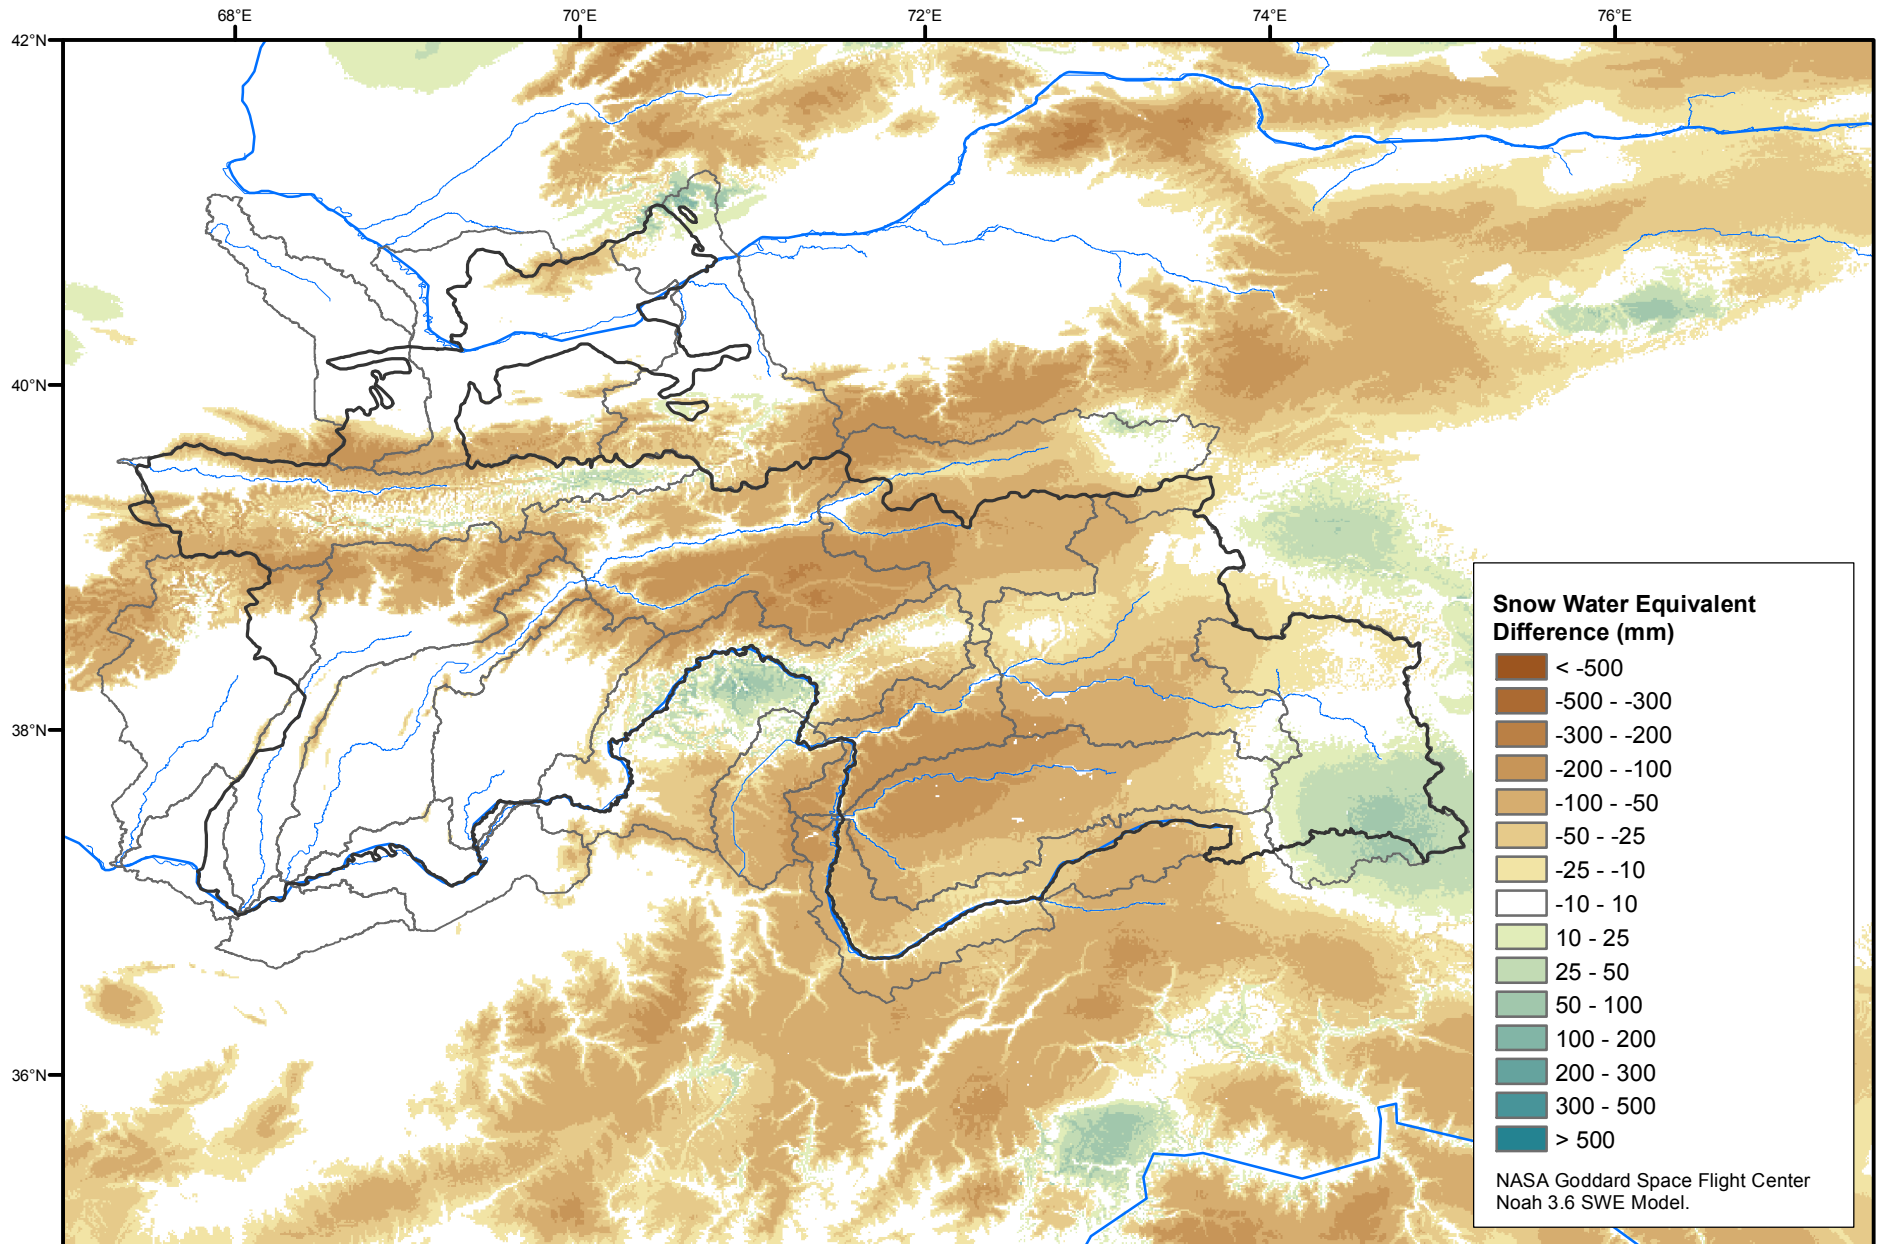 68°E
70°E
72°E
74°E
76°E
42°N
40°N
38°N
36°N
Snow Water Equivalent
Difference (mm)
< -500
-500 - -300
-300 - -200
-200 - -100
-100 - -50
-50 - -25
-25 - -10
-10 - 10
10 - 25
25 - 50
50 - 100
100 - 200
200 - 300
300 - 500
> 500
NASA Goddard Space Flight Center
Noah 3.6 SWE Model.